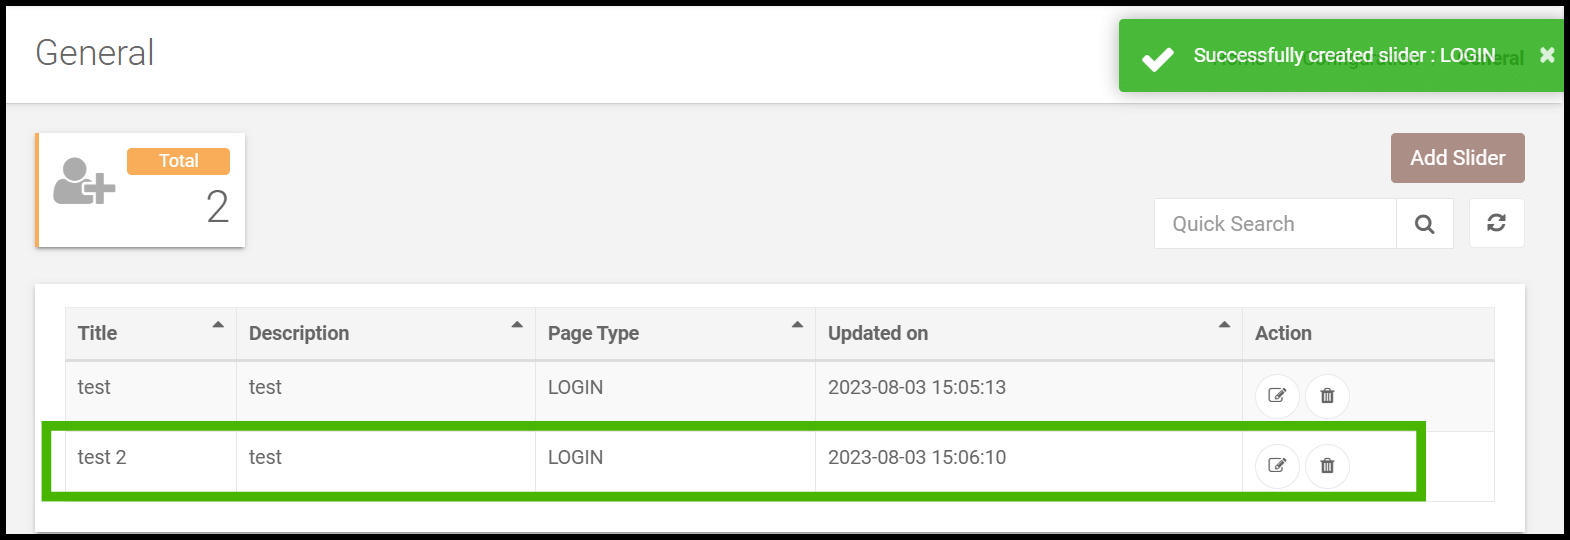 General
Successfully created slider : LOGIN
General
Total
2
Add Slider
Quick Search
Title Description Page Type Updated on Action
test test LOGIN 2023-08-03 15:05:13
test 2 test LOGIN 2023-08-03 15:06:10